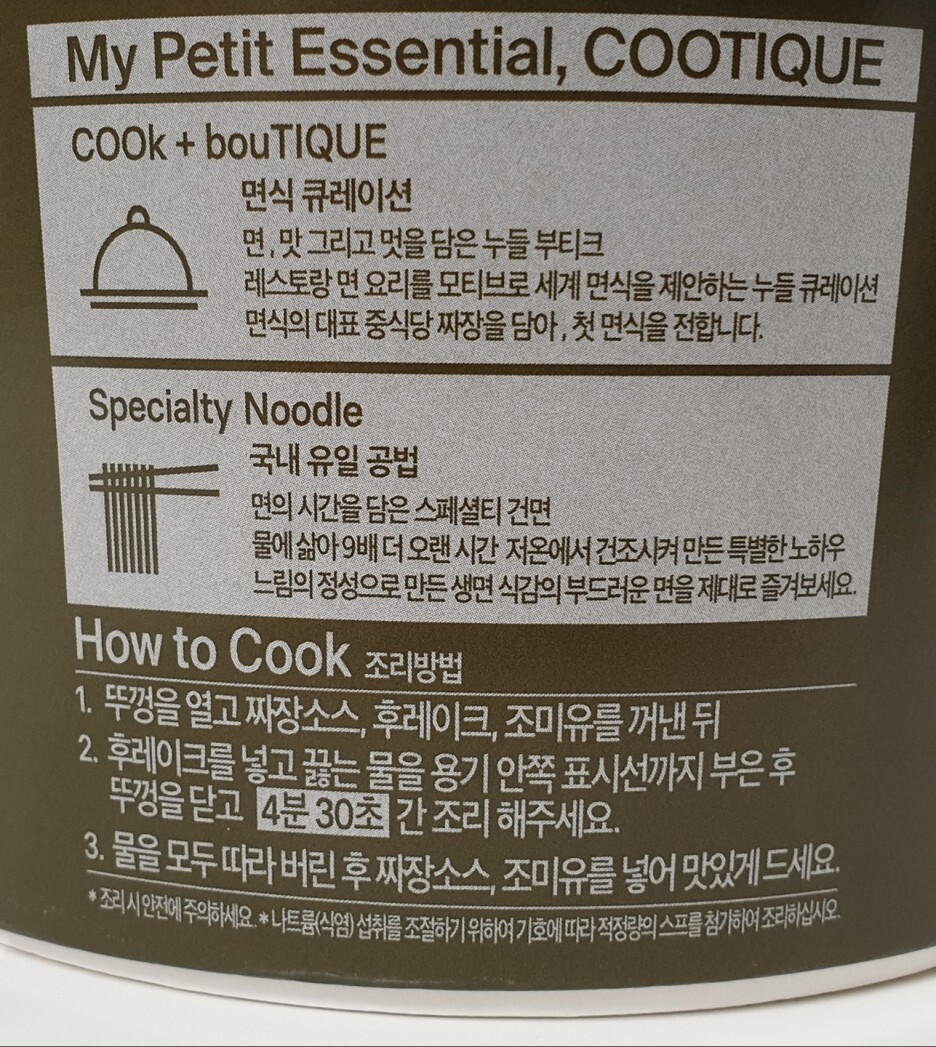 My Petit Essential, COOTIQUE
COOk + bouTIQUE
면식 큐레이션
면, 맛 그리고 멋을 담은 누들 부티크
레스토랑 면 요리를 모티브로 세계 면식을 제안하는 누들 큐레이션
면식의 대표 중식당 짜장을 담아, 첫 면식을 전합니다.
Specialty Noodle
국내 유일 공법
면의 시간을 담은 스페셜티 건면
물에 삶아 9배 더 오랜 시간 저온에서 건조시켜 만든 특별한 노하우
느림의 정성으로 만든 생면 식감의 부드러운 면을 제대로 즐겨보세요.
How to Cook 조리방법
1. 뚜껑을 열고 짜장소스, 후레이크, 조미유를 꺼낸 뒤
2. 후레이크를 넣고 끓는 물을 용기 안쪽 표시선까지 부은 후
뚜껑을 닫고 4분 30초 간 조리 해주세요.
3. 물을 모두 따라 버린 후 짜장소스, 조미유를 넣어 맛있게 드세요.
* 조리 시 안전에 주의하세요. * 나트륨(식염) 섭취를 조절하기 위하여 기호에 따라 적정량의 스프를 첨가하여 조리하십시오.